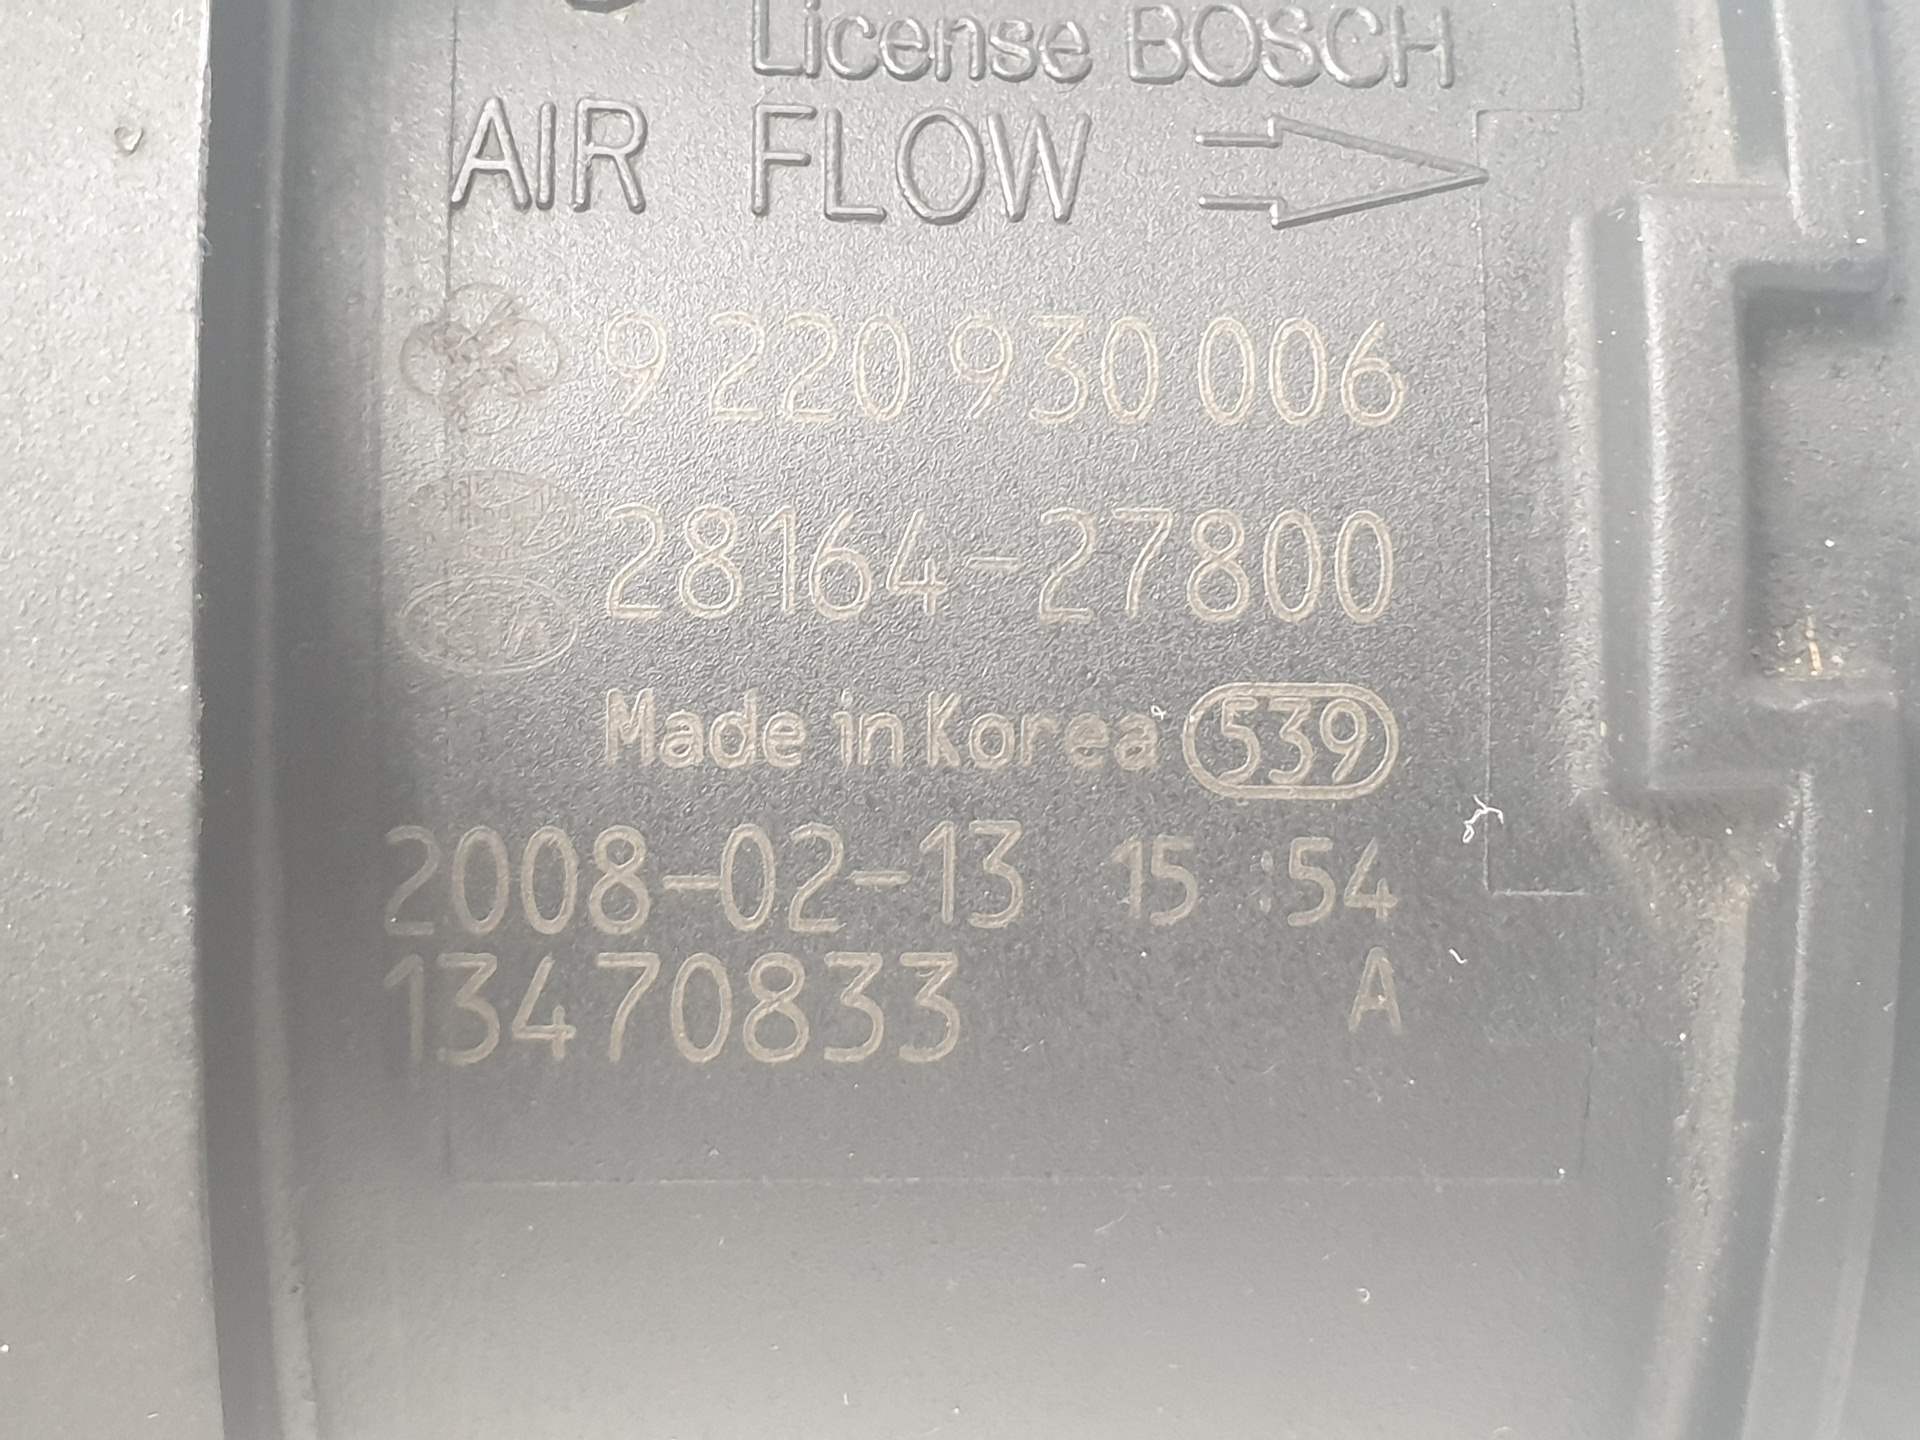 License BOSCH
AIR FLOW
9 220 930 006
28164-27800
Made in Korea 539
2008-02-13 15:54
13470833 A